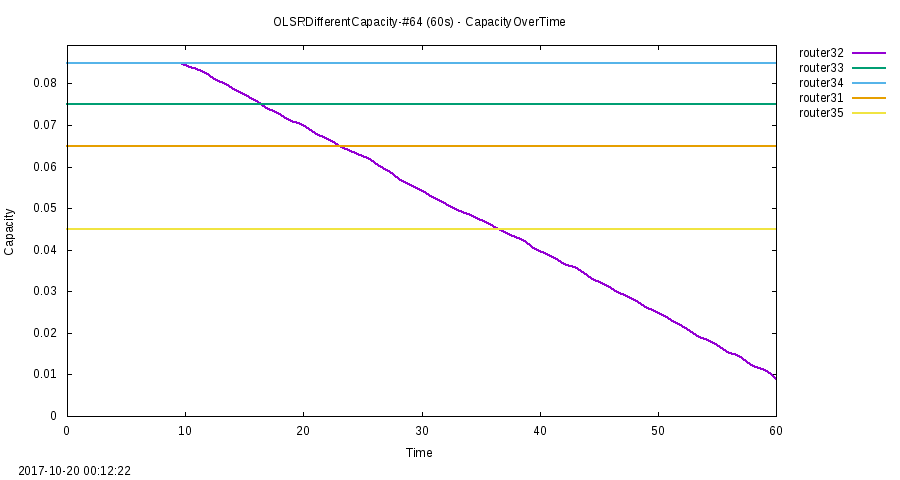 OLSRDifferentCapacity-#64 (60s) - CapacityOverTime
router32
router33
router34
router31
router35
0.08
0.07
0.06
0.05
0.04
0.03
0.02
0.01
0
Capacity
0 10 20 30 40 50 60
Time
2017-10-20 00:12:22